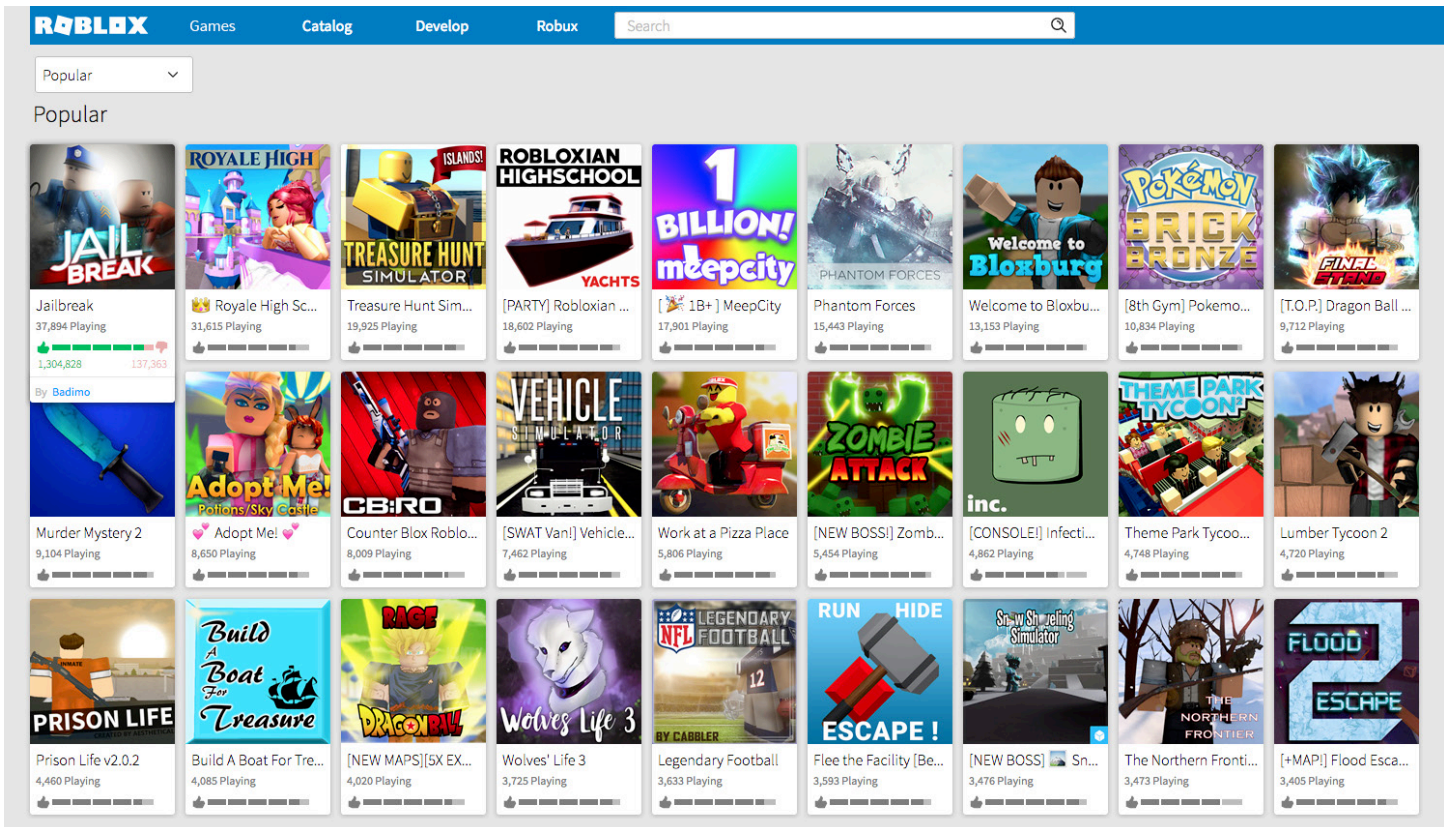 ROBLOX Games Catalog Develop Robux Search
Popular
Popular
JAIL
BREAK
Jailbreak
37,894 Playing
1,304,828 137,363
By Badimo
ROYALE HIGH
👑 Royale High Sc...
31,615 Playing
ISLANDS!
TREASURE HUNT
SIMULATOR
Treasure Hunt Sim...
19,925 Playing
ROBLOXIAN
HIGHSCHOOL
YACHTS
[PARTY] Robloxian ...
18,602 Playing
1
BILLION!
meepcity
[ 🎉 1B+ ] MeepCity
17,901 Playing
PHANTOM FORCES
Phantom Forces
15,443 Playing
Welcome to
Bloxburg
Welcome to Bloxbu...
13,153 Playing
POKéMON
BRICK
BRONZE
[8th Gym] Pokemo...
10,834 Playing
FINAL
STAND
[T.O.P.] Dragon Ball ...
9,712 Playing
Murder Mystery 2
9,104 Playing
Adopt Me!
Potions/Sky Castle
💕 Adopt Me! 💕
8,650 Playing
CB:RO
Counter Blox Roblo...
8,009 Playing
VEHICLE
SIMULATOR
[SWAT Van!] Vehicle...
7,462 Playing
Work at a Pizza Place
5,806 Playing
ZOMBIE
ATTACK
[NEW BOSS!] Zomb...
5,454 Playing
inc.
[CONSOLE!] Infecti...
4,862 Playing
THEME PARK
TYCOON2
Theme Park Tycoo...
4,748 Playing
Lumber Tycoon 2
4,720 Playing
INMATE
PRISON LIFE
CREATED BY AESTHETICAL
Prison Life v2.0.2
4,460 Playing
Build
A
Boat
For
Treasure
Build A Boat For Tre...
4,085 Playing
RAGE
DRAGONBALL
[NEW MAPS][5X EX...
4,020 Playing
Wolves Life 3
Wolves' Life 3
3,725 Playing
NFL LEGENDARY
FOOTBALL
12
BY CABBLER
Legendary Football
3,633 Playing
RUN HIDE
ESCAPE !
Flee the Facility [Be...
3,593 Playing
Snow Shoveling
Simulator
[NEW BOSS] Sn...
3,476 Playing
THE
NORTHERN
FRONTIER
The Northern Fronti...
3,473 Playing
FLOOD
2
ESCAPE
[+MAP!] Flood Esca...
3,405 Playing